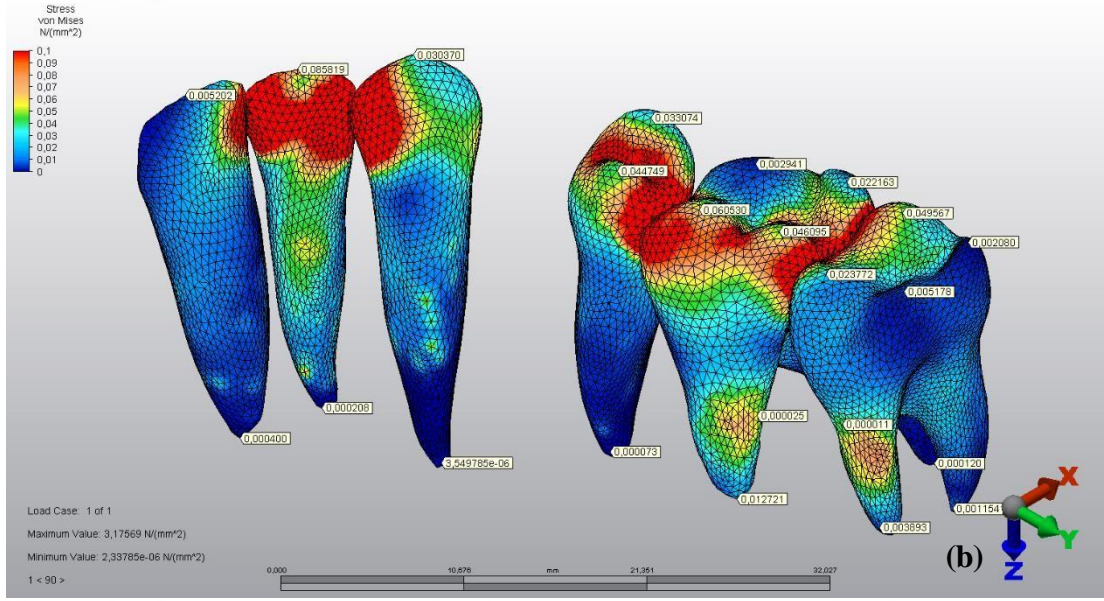 Stress
von Mises
N/(mm^2)
0,1
0,09
0,08
0,07
0,06
0,05
0,04
0,03
0,02
0,01
0
0,005202
0,085819
0,030370
0,000400
0,000208
3,549785e-06
0,033074
0,044749
0,002941
0,022163
0,060530
0,049567
0,046095
0,002080
0,023772
0,005178
0,000025
0,000011
0,000073
0,000120
0,012721
0,001154
0,003893
X
Y
Z
(b)
Load Case: 1 of 1
Maximum Value: 3,17569 N/(mm^2)
Minimum Value: 2,33785e-06 N/(mm^2)
1 < 90 >
0,000 10,676 mm 21,351 32,027